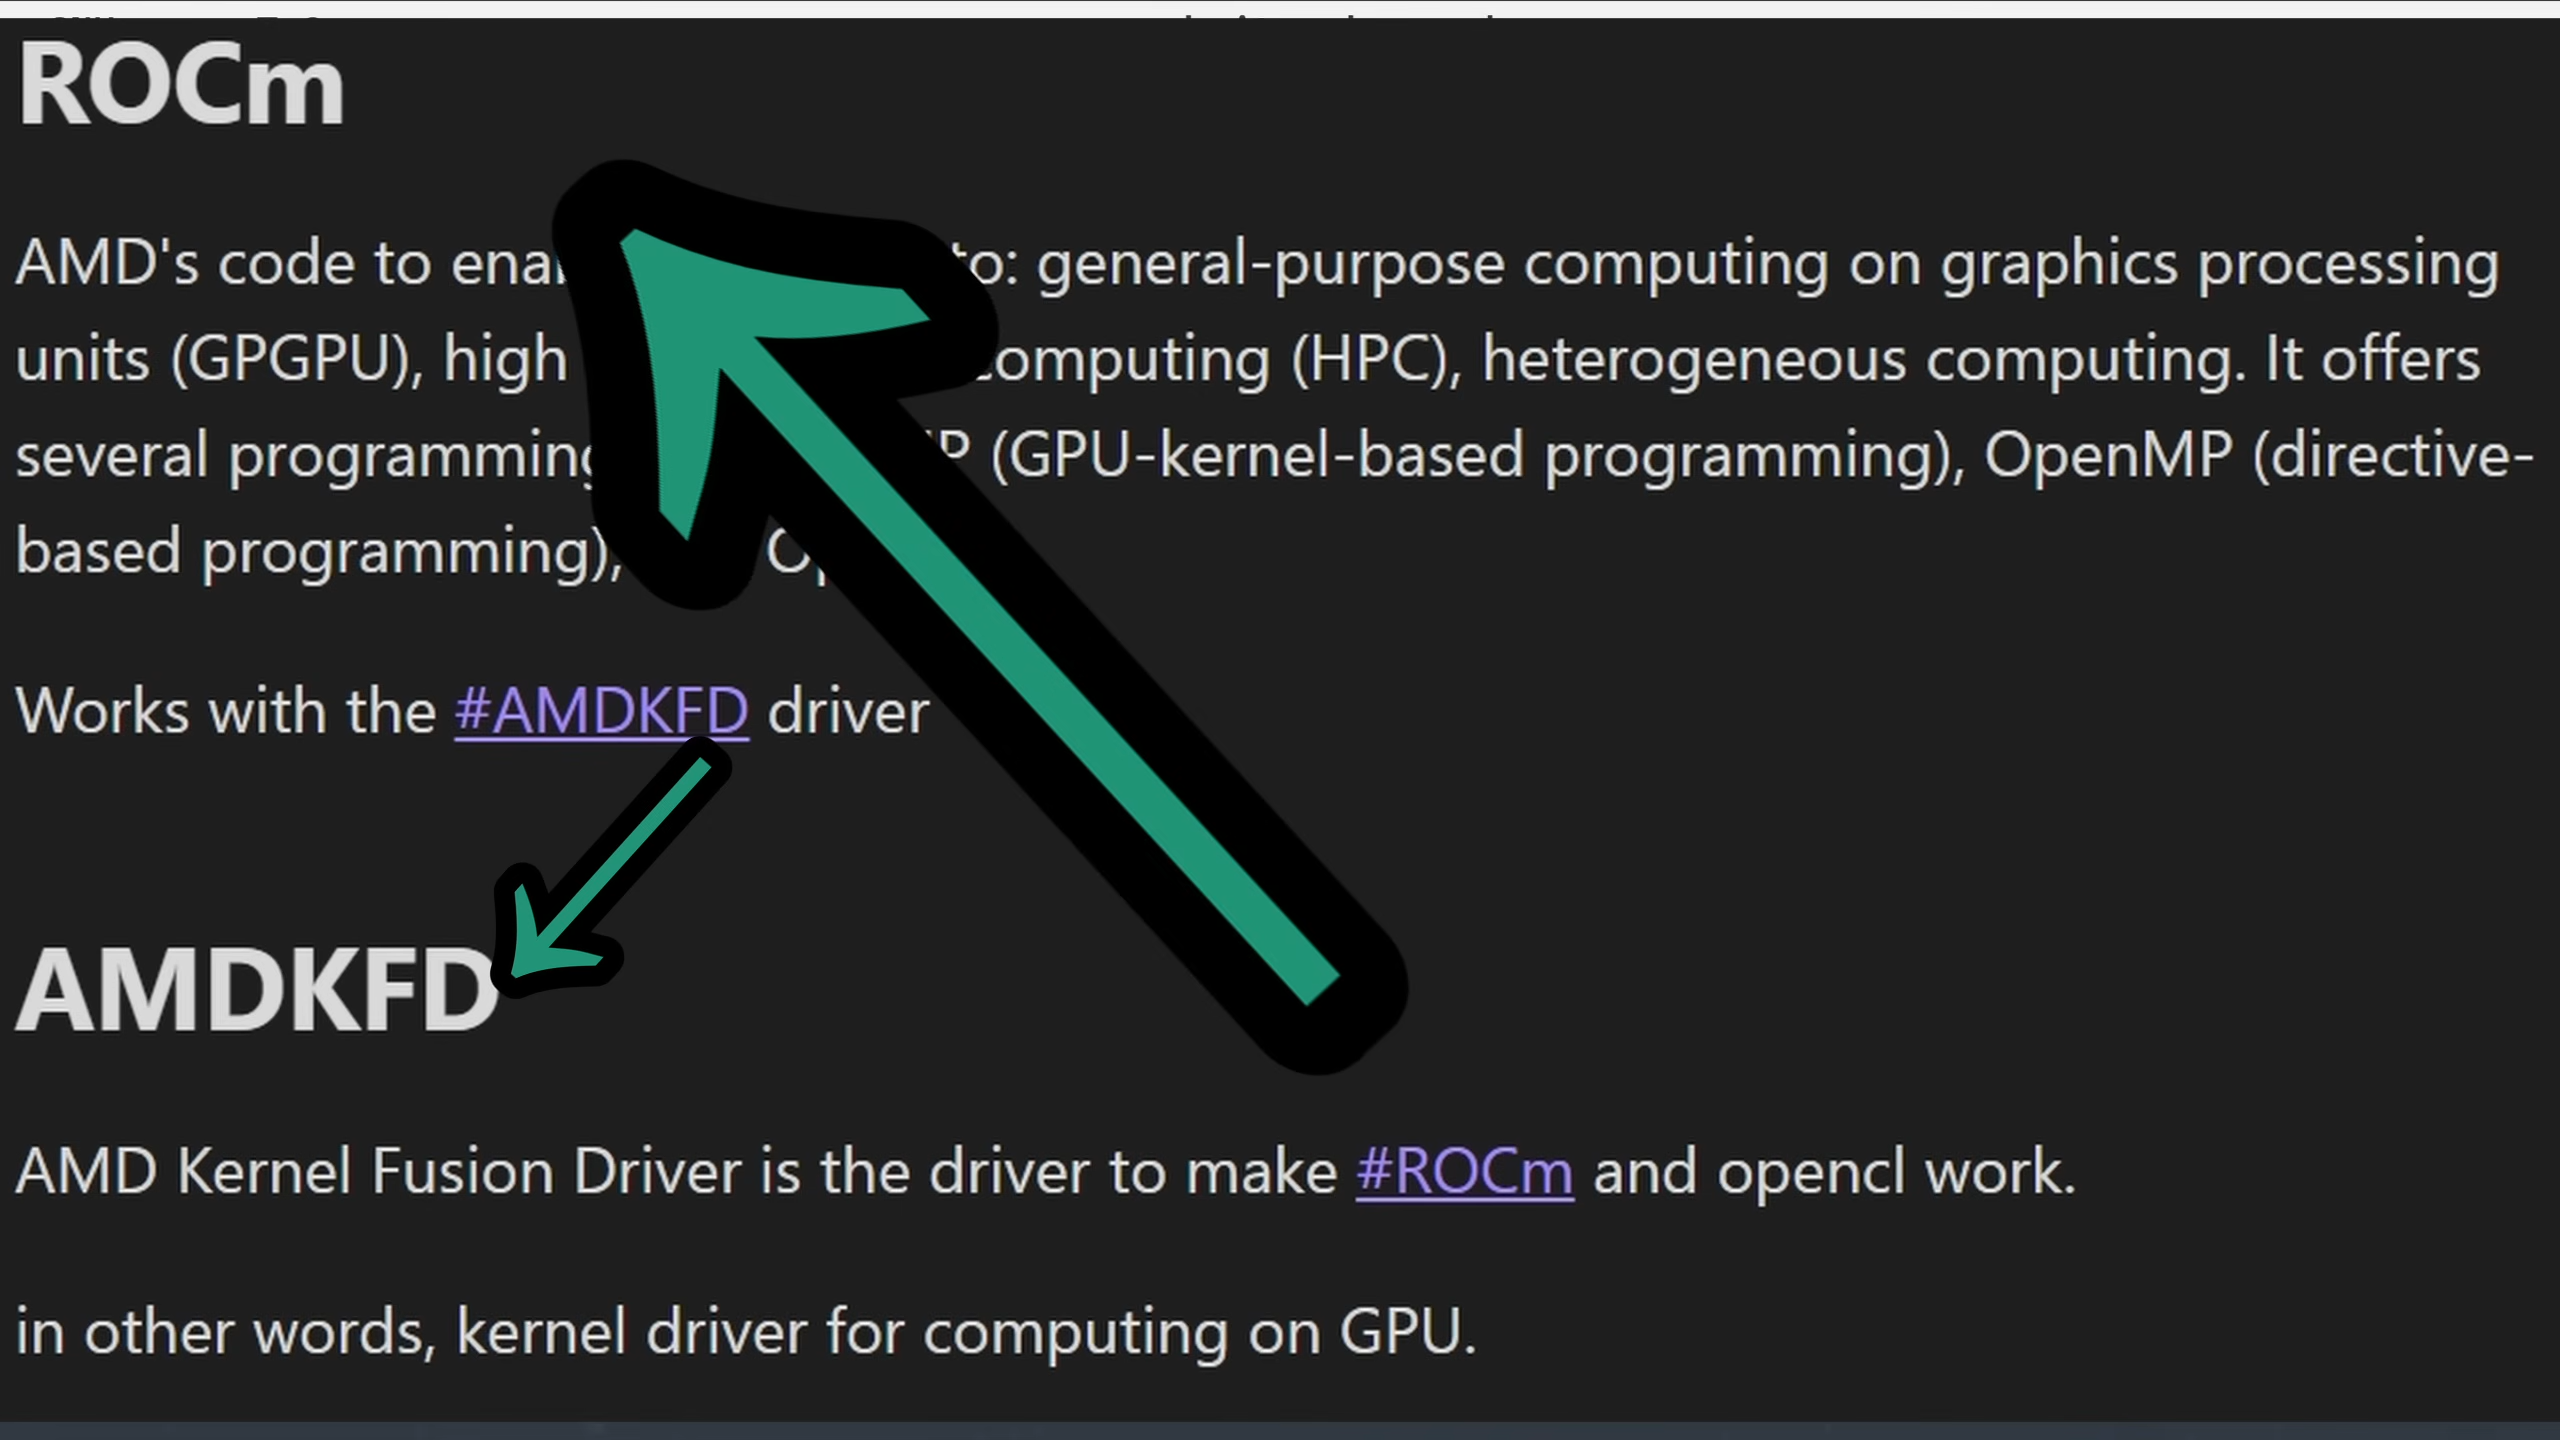 ROCm
AMD's code to to: general-purpose computing on graphics processing
units (GPGPU), high computing (HPC), heterogeneous computing. It offers
several programming (GPU-kernel-based programming), OpenMP (directive-
based programming),
Works with the #AMDKFD driver
AMDKFD
AMD Kernel Fusion Driver is the driver to make #ROCm and opencl work.
in other words, kernel driver for computing on GPU.